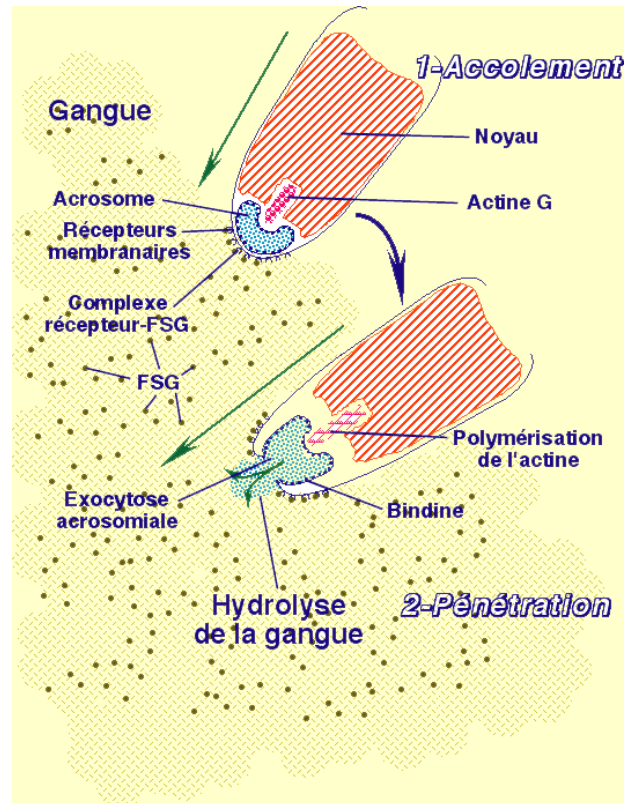 1-Accolement
Gangue
Noyau
Acrosome
Actine G
Récepteurs
membranaires
Complexe
récepteur-FSG
FSG
Polymérisation
de l'actine
Exocytose
acrosomiale
Bindine
Hydrolyse
de la gangue
2-Pénétration